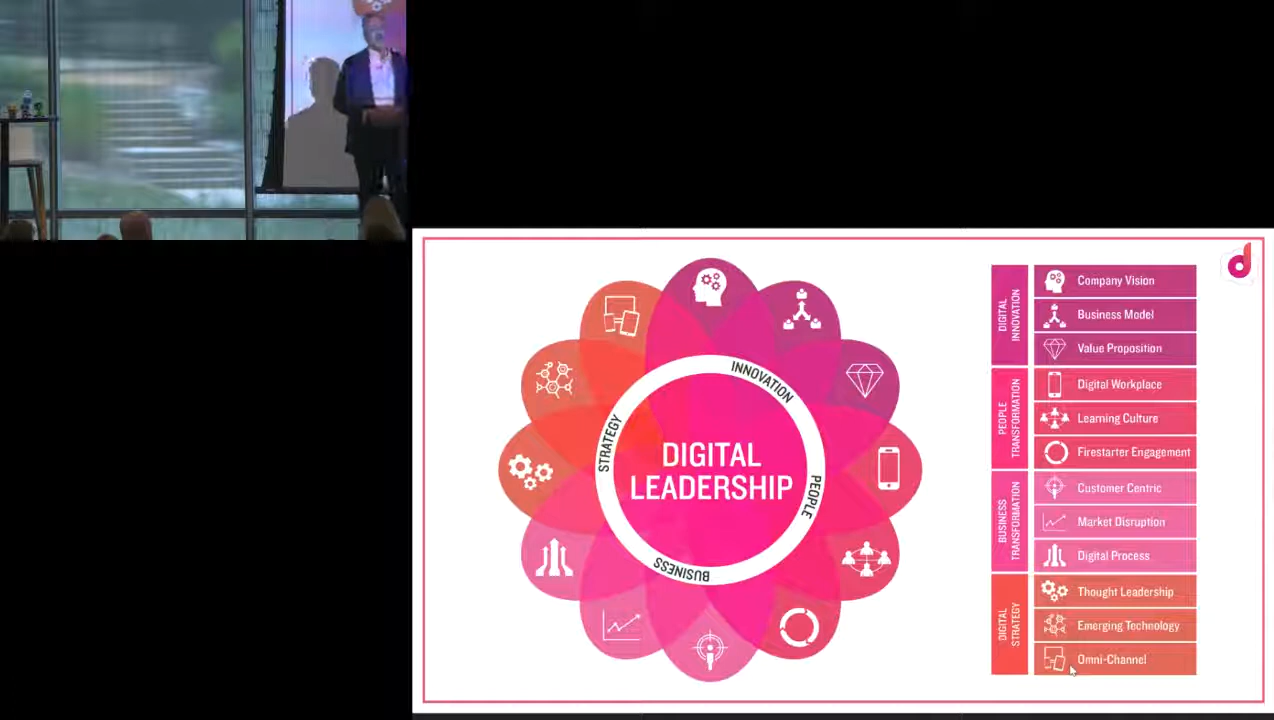 INNOVATION
STRATEGY
DIGITAL
LEADERSHIP
PEOPLE
BUSINESS
DIGITAL
INNOVATION
Company Vision
Business Model
Value Proposition
PEOPLE
TRANSFORMATION
Digital Workplace
Learning Culture
Firestarter Engagement
BUSINESS
TRANSFORMATION
Customer Centric
Market Disruption
Digital Process
DIGITAL
STRATEGY
Thought Leadership
Emerging Technology
Omni-Channel
d